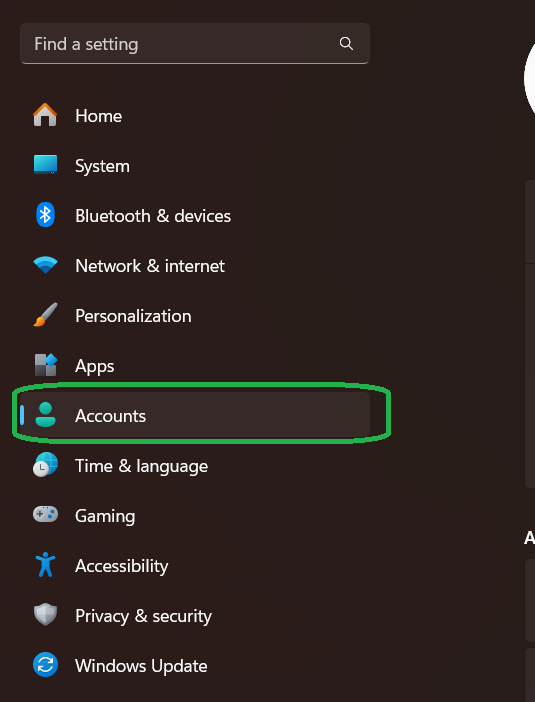 Find a setting
Home
System
Bluetooth & devices
Network & internet
Personalization
Apps
Accounts
Time & language
Gaming
A
Accessibility
Privacy & security
Windows Update